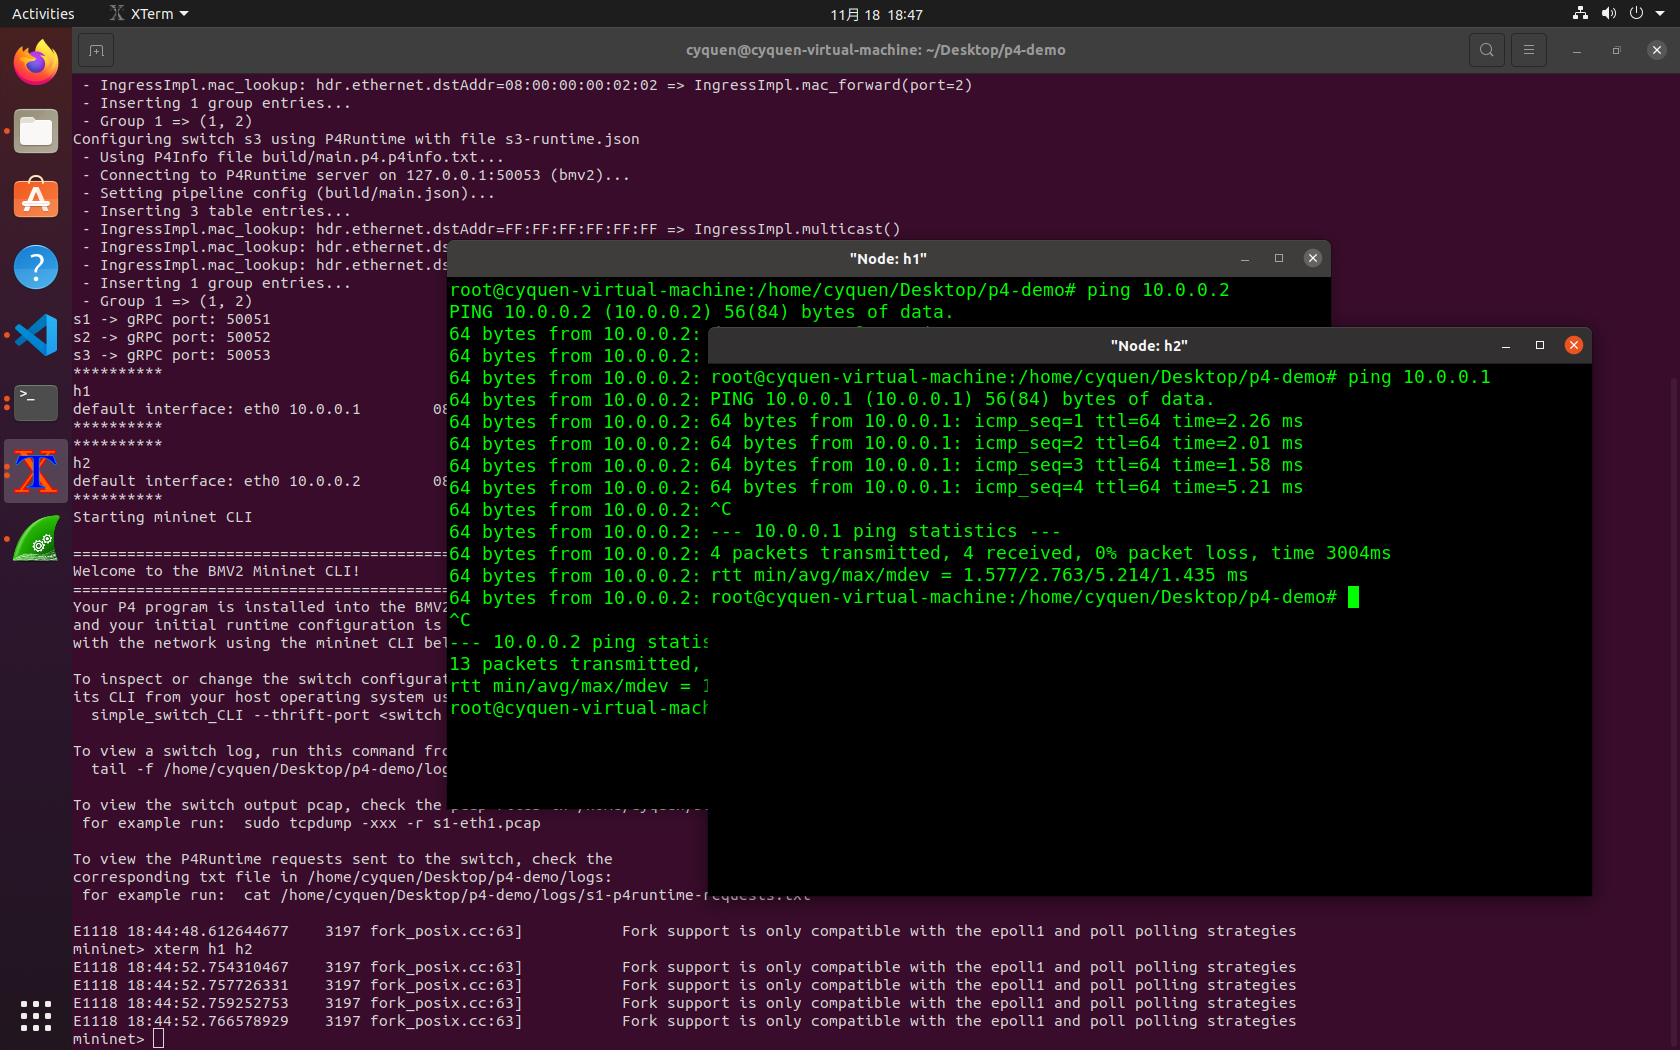 Activities
XTerm
11月 18 18:47
cyquen@cyquen-virtual-machine: ~/Desktop/p4-demo
- IngressImpl.mac_lookup: hdr.ethernet.dstAddr=08:00:00:00:02:02 => IngressImpl.mac_forward(port=2)
- Inserting 1 group entries...
- Group 1 => (1, 2)
Configuring switch s3 using P4Runtime with file s3-runtime.json
- Using P4Info file build/main.p4.p4info.txt...
- Connecting to P4Runtime server on 127.0.0.1:50053 (bmv2)...
- Setting pipeline config (build/main.json)...
- Inserting 3 table entries...
- IngressImpl.mac_lookup: hdr.ethernet.dstAddr=FF:FF:FF:FF:FF:FF => IngressImpl.multicast()
- IngressImpl.mac_lookup: hdr.ethernet.ds
- IngressImpl.mac_lookup: hdr.ethernet.ds
- Inserting 1 group entries...
- Group 1 => (1, 2)
s1 -> gRPC port: 50051
s2 -> gRPC port: 50052
s3 -> gRPC port: 50053
**********
h1
default interface: eth0 10.0.0.1 08
**********
**********
h2
default interface: eth0 10.0.0.2 08
**********
Starting mininet CLI
==========================================
Welcome to the BMV2 Mininet CLI!
==========================================
Your P4 program is installed into the BMV2
and your initial runtime configuration is
with the network using the mininet CLI bel
To inspect or change the switch configurat
its CLI from your host operating system us
simple_switch_CLI --thrift-port <switch
To view a switch log, run this command fro
tail -f /home/cyquen/Desktop/p4-demo/log
To view the switch output pcap, check the
for example run: sudo tcpdump -xxx -r s1-eth1.pcap
To view the P4Runtime requests sent to the switch, check the
corresponding txt file in /home/cyquen/Desktop/p4-demo/logs:
for example run: cat /home/cyquen/Desktop/p4-demo/logs/s1-p4runtime-requests.txt
E1118 18:44:48.612644677 3197 fork_posix.cc:63] Fork support is only compatible with the epoll1 and poll polling strategies
mininet> xterm h1 h2
E1118 18:44:52.754310467 3197 fork_posix.cc:63] Fork support is only compatible with the epoll1 and poll polling strategies
E1118 18:44:52.757726331 3197 fork_posix.cc:63] Fork support is only compatible with the epoll1 and poll polling strategies
E1118 18:44:52.759252753 3197 fork_posix.cc:63] Fork support is only compatible with the epoll1 and poll polling strategies
E1118 18:44:52.766578929 3197 fork_posix.cc:63] Fork support is only compatible with the epoll1 and poll polling strategies
mininet>
"Node: h1"
root@cyquen-virtual-machine:/home/cyquen/Desktop/p4-demo# ping 10.0.0.2
PING 10.0.0.2 (10.0.0.2) 56(84) bytes of data.
64 bytes from 10.0.0.2:
64 bytes from 10.0.0.2:
64 bytes from 10.0.0.2:
64 bytes from 10.0.0.2:
64 bytes from 10.0.0.2:
64 bytes from 10.0.0.2:
64 bytes from 10.0.0.2:
64 bytes from 10.0.0.2:
64 bytes from 10.0.0.2:
64 bytes from 10.0.0.2:
64 bytes from 10.0.0.2:
64 bytes from 10.0.0.2:
64 bytes from 10.0.0.2:
^C
--- 10.0.0.2 ping statis
13 packets transmitted,
rtt min/avg/max/mdev = 1
root@cyquen-virtual-mach
"Node: h2"
root@cyquen-virtual-machine:/home/cyquen/Desktop/p4-demo# ping 10.0.0.1
PING 10.0.0.1 (10.0.0.1) 56(84) bytes of data.
64 bytes from 10.0.0.1: icmp_seq=1 ttl=64 time=2.26 ms
64 bytes from 10.0.0.1: icmp_seq=2 ttl=64 time=2.01 ms
64 bytes from 10.0.0.1: icmp_seq=3 ttl=64 time=1.58 ms
64 bytes from 10.0.0.1: icmp_seq=4 ttl=64 time=5.21 ms
^C
--- 10.0.0.1 ping statistics ---
4 packets transmitted, 4 received, 0% packet loss, time 3004ms
rtt min/avg/max/mdev = 1.577/2.763/5.214/1.435 ms
root@cyquen-virtual-machine:/home/cyquen/Desktop/p4-demo#